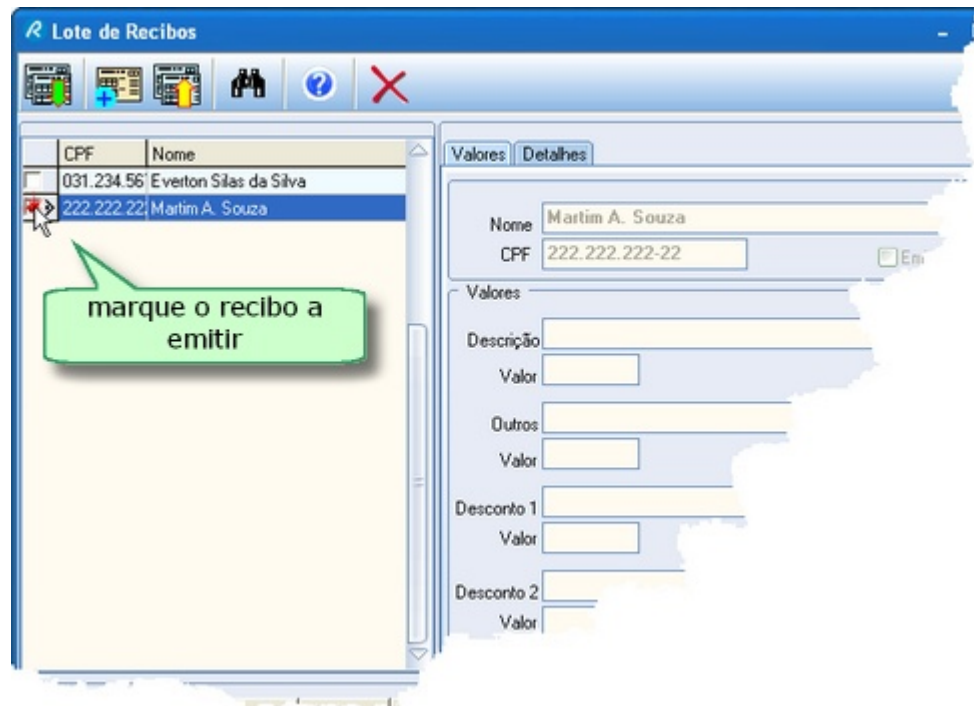 Lote de Recibos
CPF Nome
031.234.56 Everton Silas da Silva
222.222.22 Martim A. Souza
marque o recibo a
emitir
Valores Detalhes
Nome Martim A. Souza
CPF 222.222.222-22
Valores
Descrição
Valor
Outros
Valor
Desconto 1
Valor
Desconto 2
Valor